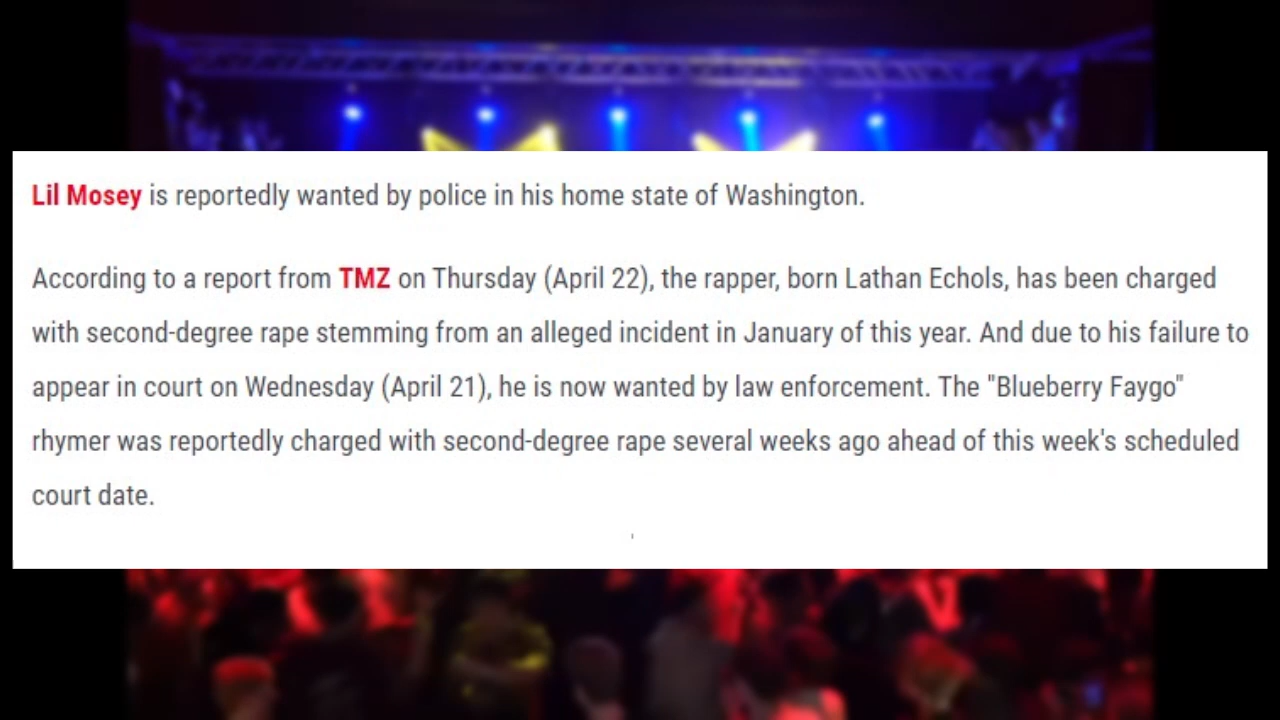 Lil Mosey is reportedly wanted by police in his home state of Washington.
According to a report from TMZ on Thursday (April 22), the rapper, born Lathan Echols, has been charged
with second-degree rape stemming from an alleged incident in January of this year. And due to his failure to
appear in court on Wednesday (April 21), he is now wanted by law enforcement. The "Blueberry Faygo"
rhymer was reportedly charged with second-degree rape several weeks ago ahead of this week's scheduled
court date.